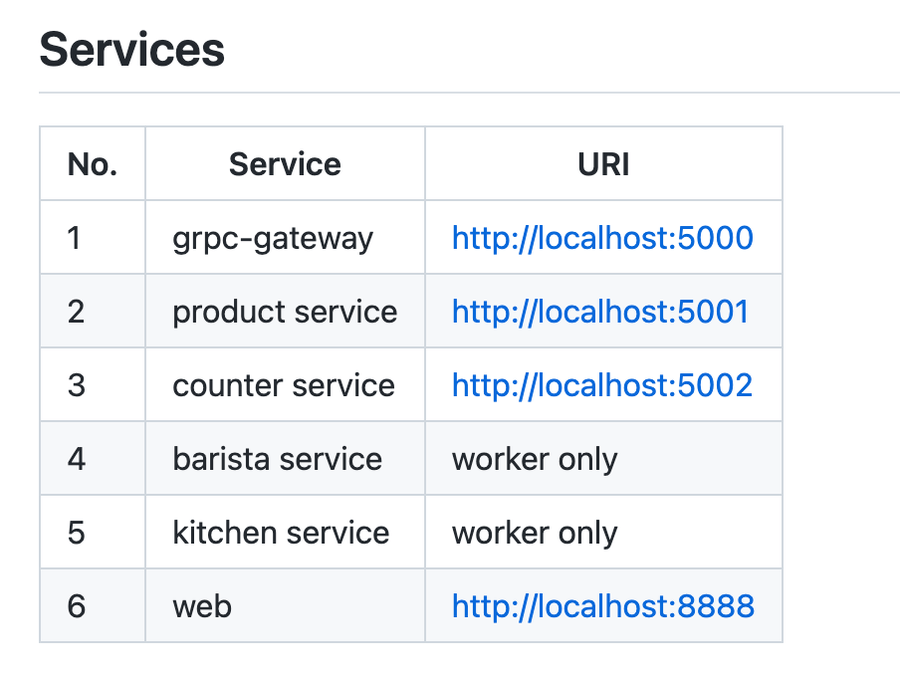 Services
No. Service URI
1 grpc-gateway http://localhost:5000
2 product service http://localhost:5001
3 counter service http://localhost:5002
4 barista service worker only
5 kitchen service worker only
6 web http://localhost:8888